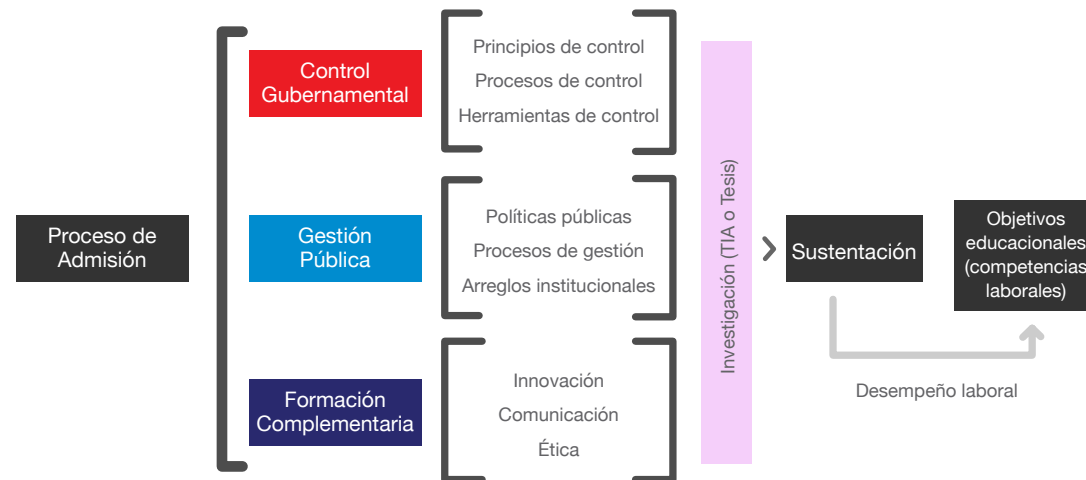 Proceso de
Admisión
Control
Gubernamental
Principios de control
Procesos de control
Herramientas de control
Gestión
Pública
Políticas públicas
Procesos de gestión
Arreglos institucionales
Formación
Complementaria
Innovación
Comunicación
Ética
Investigación (TIA o Tesis)
Sustentación
Objetivos
educacionales
(competencias
laborales)
Desempeño laboral